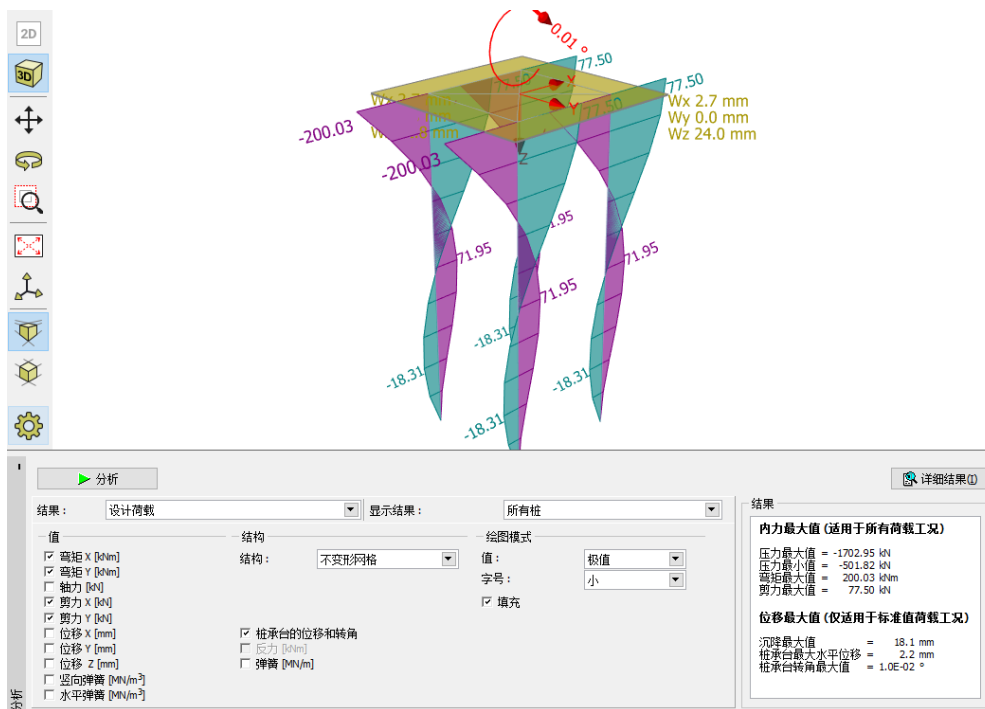 2D
3D
0.01 °
77.50
77.50
77.50
X
Y
Z
Wx 2.7 mm
Wy 0.0 mm
Wz 24.0 mm
-200.03
-200.03
71.95
1.95
71.95
71.95
-18.31
-18.31
-18.31
-18.31
分析
详细结果(I)
结果： 设计荷载 显示结果： 所有桩
值
弯矩 X [kNm]
弯矩 Y [kNm]
轴力 [kN]
剪力 X [kN]
剪力 Y [kN]
位移 X [mm]
位移 Y [mm]
位移 Z [mm]
竖向弹簧 [MN/m³]
水平弹簧 [MN/m³]
结构
结构： 不变形网格
桩承台的位移和转角
反力 [kNm]
弹簧 [MN/m]
绘图模式
值： 极值
字号： 小
填充
结果
内力最大值 (适用于所有荷载工况)
压力最大值 = -1702.95 kN
压力最小值 = -501.82 kN
弯矩最大值 = 200.03 kNm
剪力最大值 = 77.50 kN
位移最大值 (仅适用于标准值荷载工况)
沉降最大值 = 18.1 mm
桩承台最大水平位移 = 2.2 mm
桩承台转角最大值 = 1.0E-02 °
分析